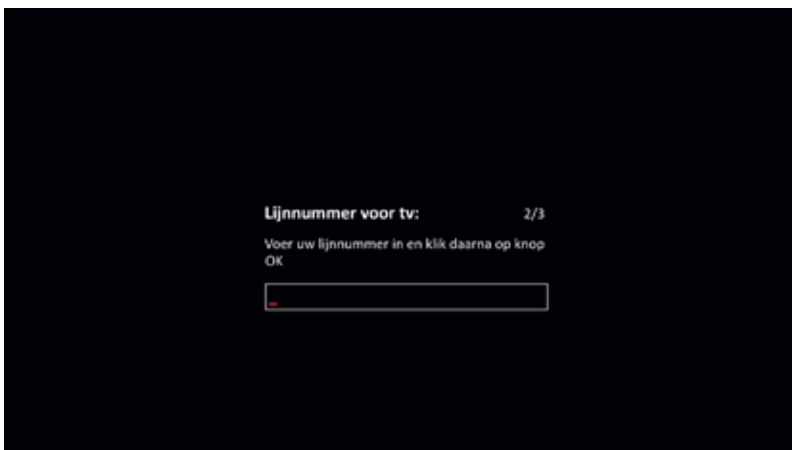 Lijnnummer voor tv: 2/3
Voer uw lijnnummer in en klik daarna op knop
OK